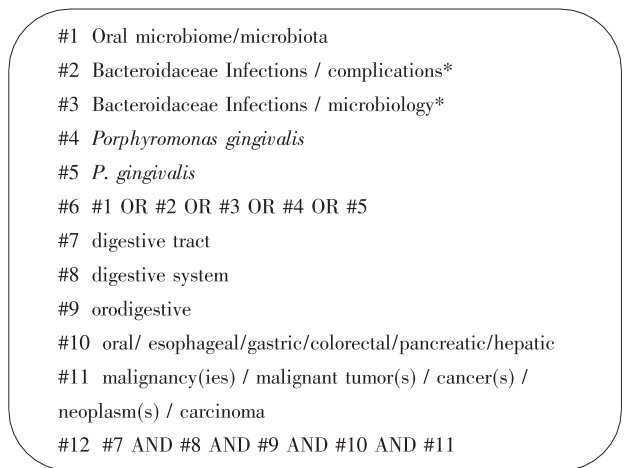 #1 Oral microbiome/microbiota
#2 Bacteroidaceae Infections / complications*
#3 Bacteroidaceae Infections / microbiology*
#4 Porphyromonas gingivalis
#5 P. gingivalis
#6 #1 OR #2 OR #3 OR #4 OR #5
#7 digestive tract
#8 digestive system
#9 orodigestive
#10 oral/ esophageal/gastric/colorectal/pancreatic/hepatic
#11 malignancy(ies) / malignant tumor(s) / cancer(s) /
neoplasm(s) / carcinoma
#12 #7 AND #8 AND #9 AND #10 AND #11